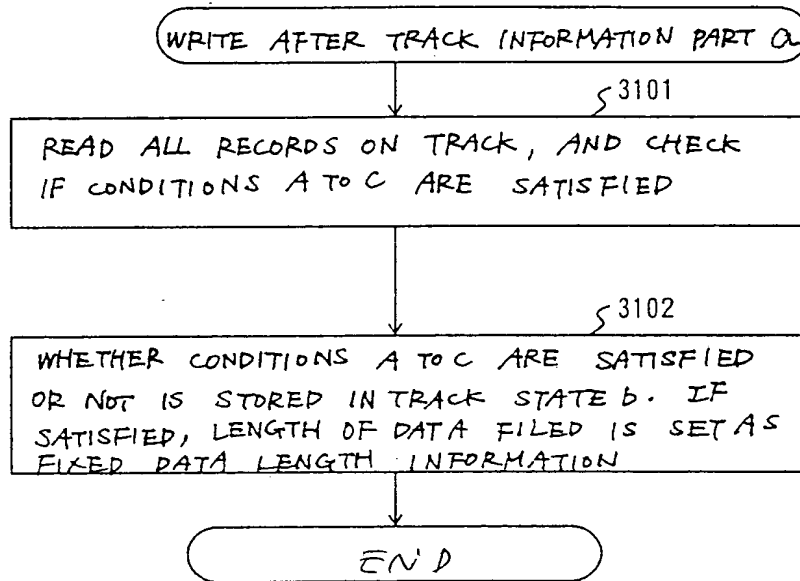 WRITE AFTER TRACK INFORMATION PART a
3101
READ ALL RECORDS ON TRACK, AND CHECK
IF CONDITIONS A TO C ARE SATISFIED
3102
WHETHER CONDITIONS A TO C ARE SATISFIED
OR NOT IS STORED IN TRACK STATE b. IF
SATISFIED, LENGTH OF DATA FILED IS SET AS
FIXED DATA LENGTH INFORMATION
END